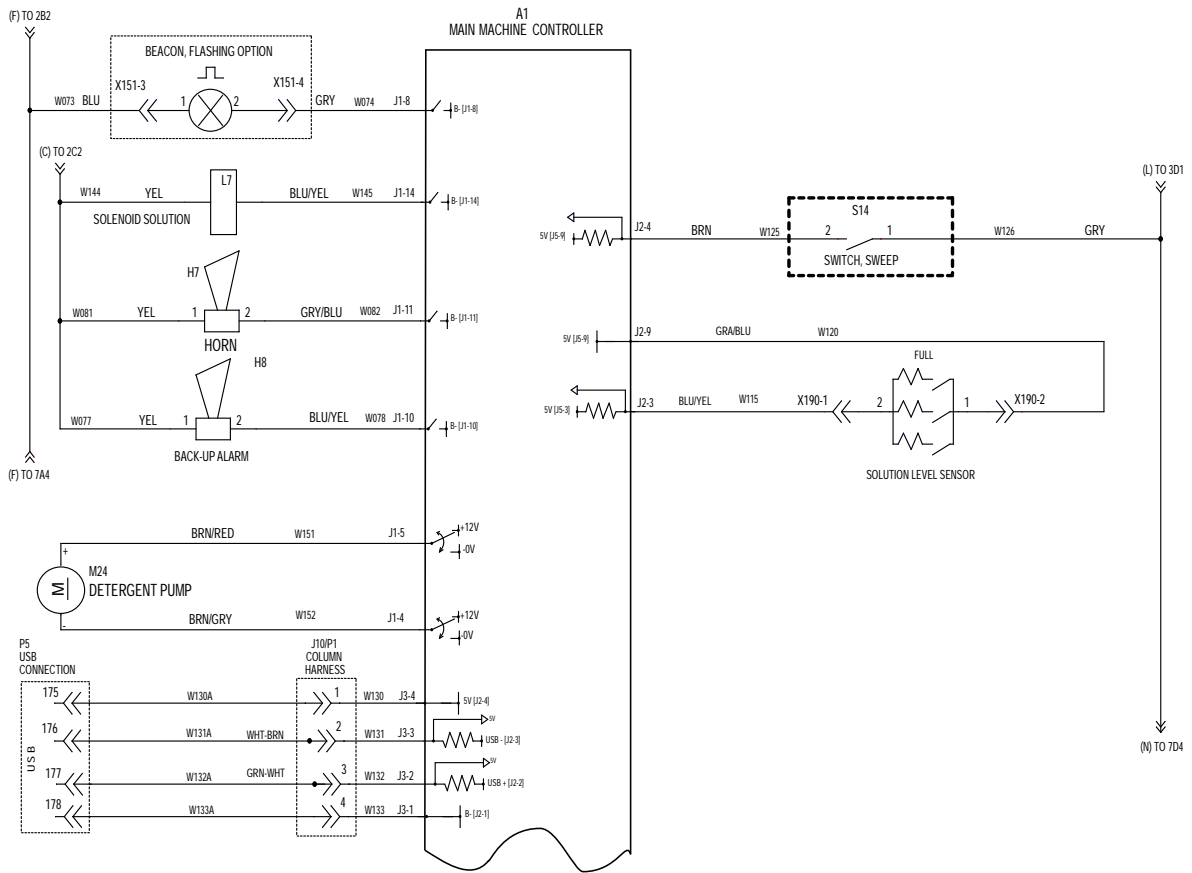 (F) TO 2B2
A1
MAIN MACHINE CONTROLLER
BEACON, FLASHING OPTION
X151-3
X151-4
W073 BLU
1
2
GRY
W074
J1-8
B- [J1-8]
(C) TO 2C2
W144
YEL
L7
BLU/YEL
W145
J1-14
B- [J1-14]
SOLENOID SOLUTION
H7
W081
YEL
1
2
GRY/BLU
W082
J1-11
B- [J1-11]
HORN
H8
W077
YEL
1
2
BLU/YEL
W078
J1-10
B- [J1-10]
BACK-UP ALARM
(F) TO 7A4
(L) TO 3D1
S14
5V [J5-9]
J2-4
BRN
W125
2
1
W126
GRY
SWITCH, SWEEP
5V [J5-9]
J2-9
GRA/BLU
W120
FULL
5V [J5-3]
J2-3
BLU/YEL
W115
X190-1
2
1
X190-2
SOLUTION LEVEL SENSOR
(N) TO 7D4
BRN/RED
W151
J1-5
+12V
-0V
+
M
M24
DETERGENT PUMP
-
BRN/GRY
W152
J1-4
+12V
-0V
P5
USB
CONNECTION
J10/P1
COLUMN
HARNESS
USB
175
W130A
1
W130
J3-4
5V [J2-4]
176
W131A
WHT-BRN
2
W131
J3-3
5V
USB - [J2-3]
177
W132A
GRN-WHT
3
W132
J3-2
5V
USB + [J2-2]
178
W133A
4
W133
J3-1
B- [J2-1]